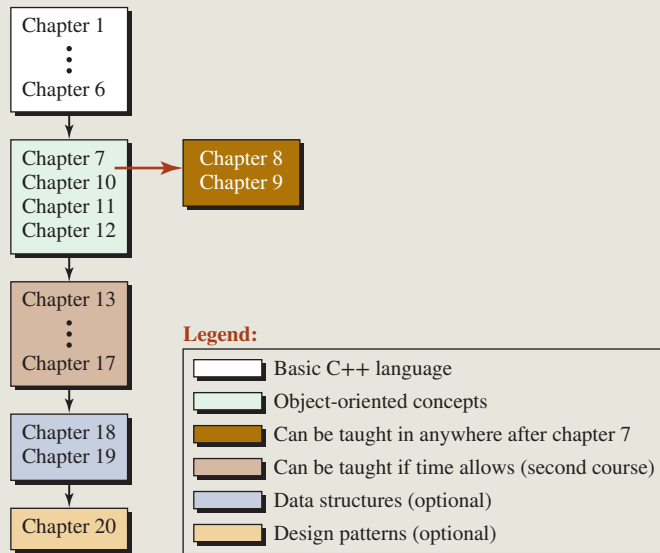 Chapter 1
Chapter 6
Chapter 7
Chapter 10
Chapter 11
Chapter 12
Chapter 8
Chapter 9
Chapter 13
Chapter 17
Chapter 18
Chapter 19
Chapter 20
Legend:
Basic C++ language
Object-oriented concepts
Can be taught in anywhere after chapter 7
Can be taught if time allows (second course)
Data structures (optional)
Design patterns (optional)